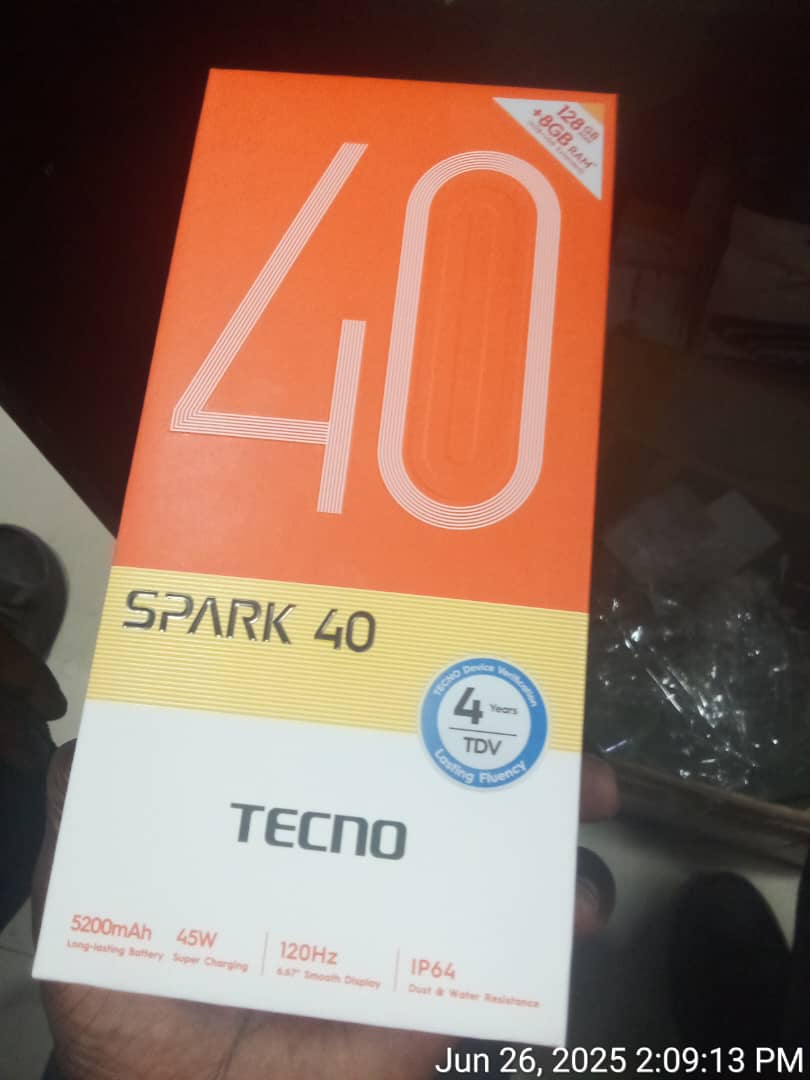 128GB
+8GB RAM*
40
SPARK 40
TECNO Device Verification
4 Years
TDV
Lasting Fluency
TECNO
5200mAh
Long-lasting Battery
45W
Super Charging
120Hz
6.67" Smooth Display
IP64
Dust & Water Resistance
Jun 26, 2025 2:09:13 PM